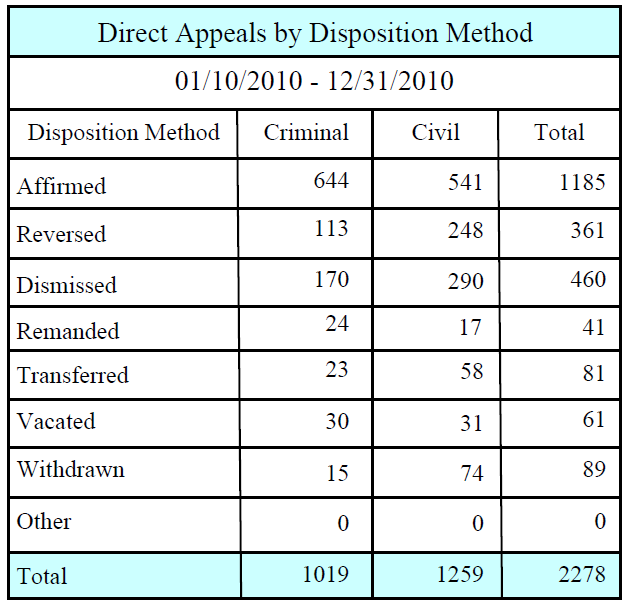 Direct Appeals by Disposition Method
01/10/2010 - 12/31/2010
Disposition Method Criminal Civil Total
Affirmed 644 541 1185
Reversed 113 248 361
Dismissed 170 290 460
Remanded 24 17 41
Transferred 23 58 81
Vacated 30 31 61
Withdrawn 15 74 89
Other 0 0 0
Total 1019 1259 2278